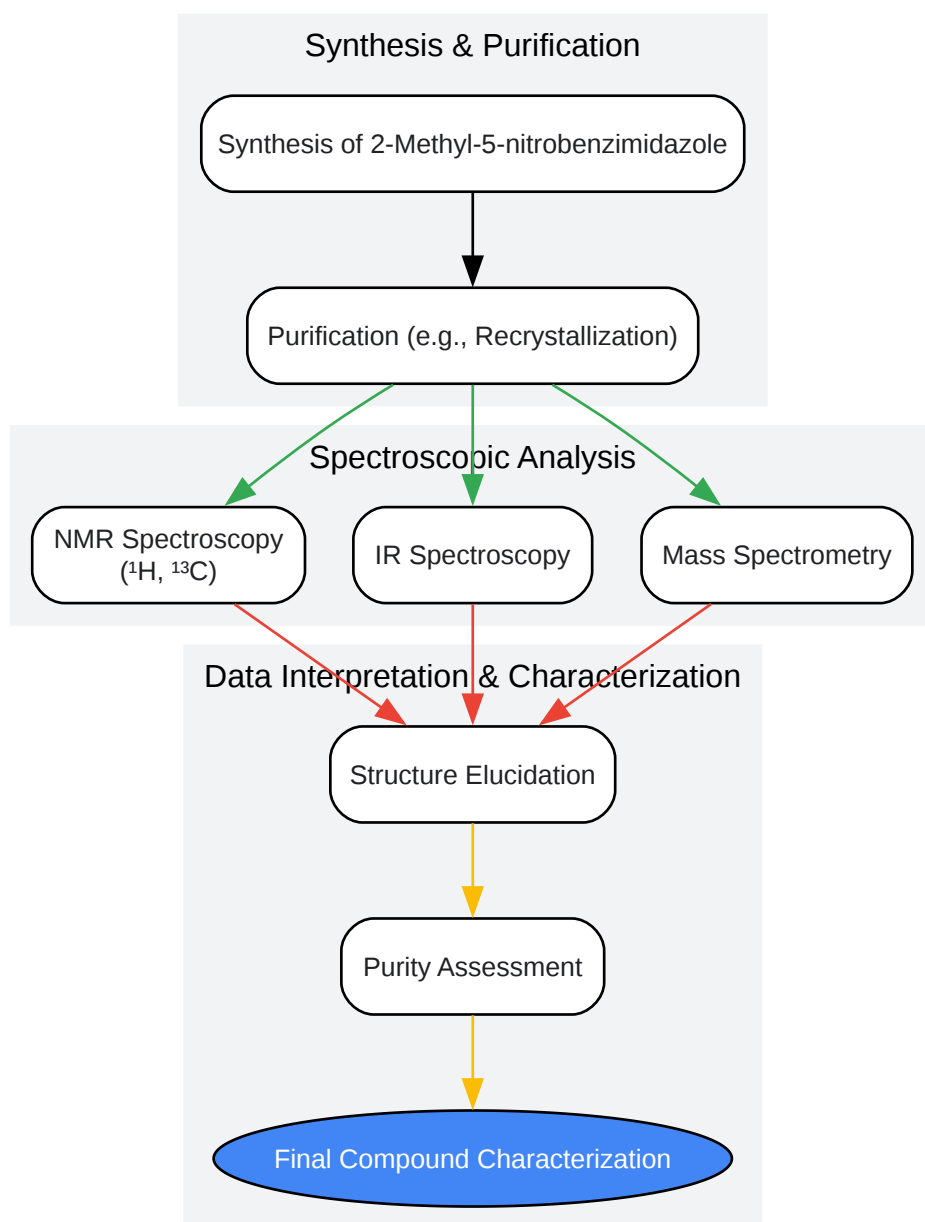 Synthesis & Purification
Synthesis of 2-Methyl-5-nitrobenzimidazole
Purification (e.g., Recrystallization)
Spectroscopic Analysis
NMR Spectroscopy
(¹H, ¹³C)
IR Spectroscopy
Mass Spectrometry
Data Interpretation & Characterization
Structure Elucidation
Purity Assessment
Final Compound Characterization